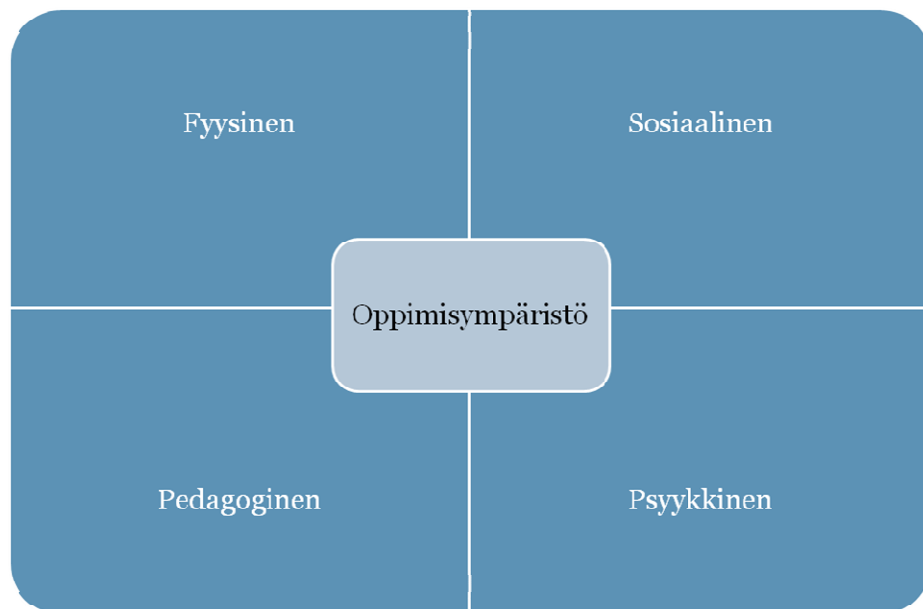 Fyysinen
Sosiaalinen
Oppimisympäristö
Pedagoginen
Psyykkinen